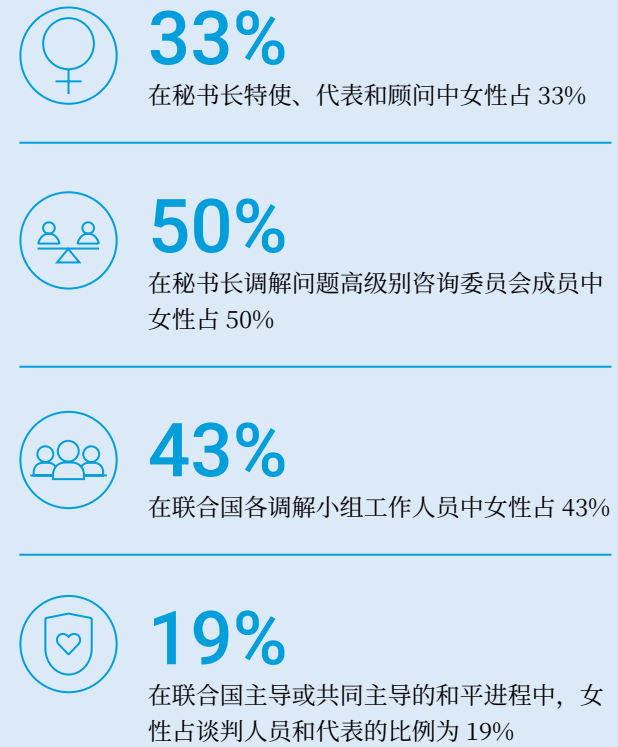 33%
在秘书长特使、代表和顾问中女性占 33%
50%
在秘书长调解问题高级别咨询委员会成员中
女性占 50%
43%
在联合国各调解小组工作人员中女性占 43%
19%
在联合国主导或共同主导的和平进程中，女
性占谈判人员和代表的比例为 19%